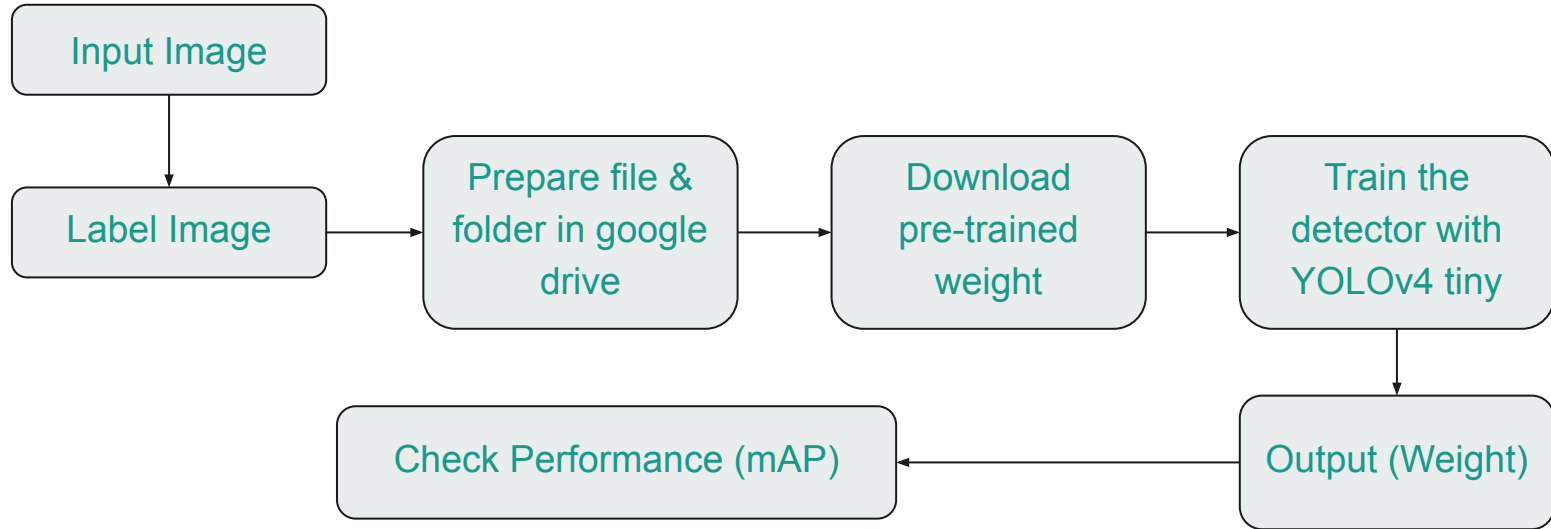 Input Image
Label Image
Prepare file &
folder in google
drive
Download
pre-trained
weight
Train the
detector with
YOLOv4 tiny
Output (Weight)
Check Performance (mAP)